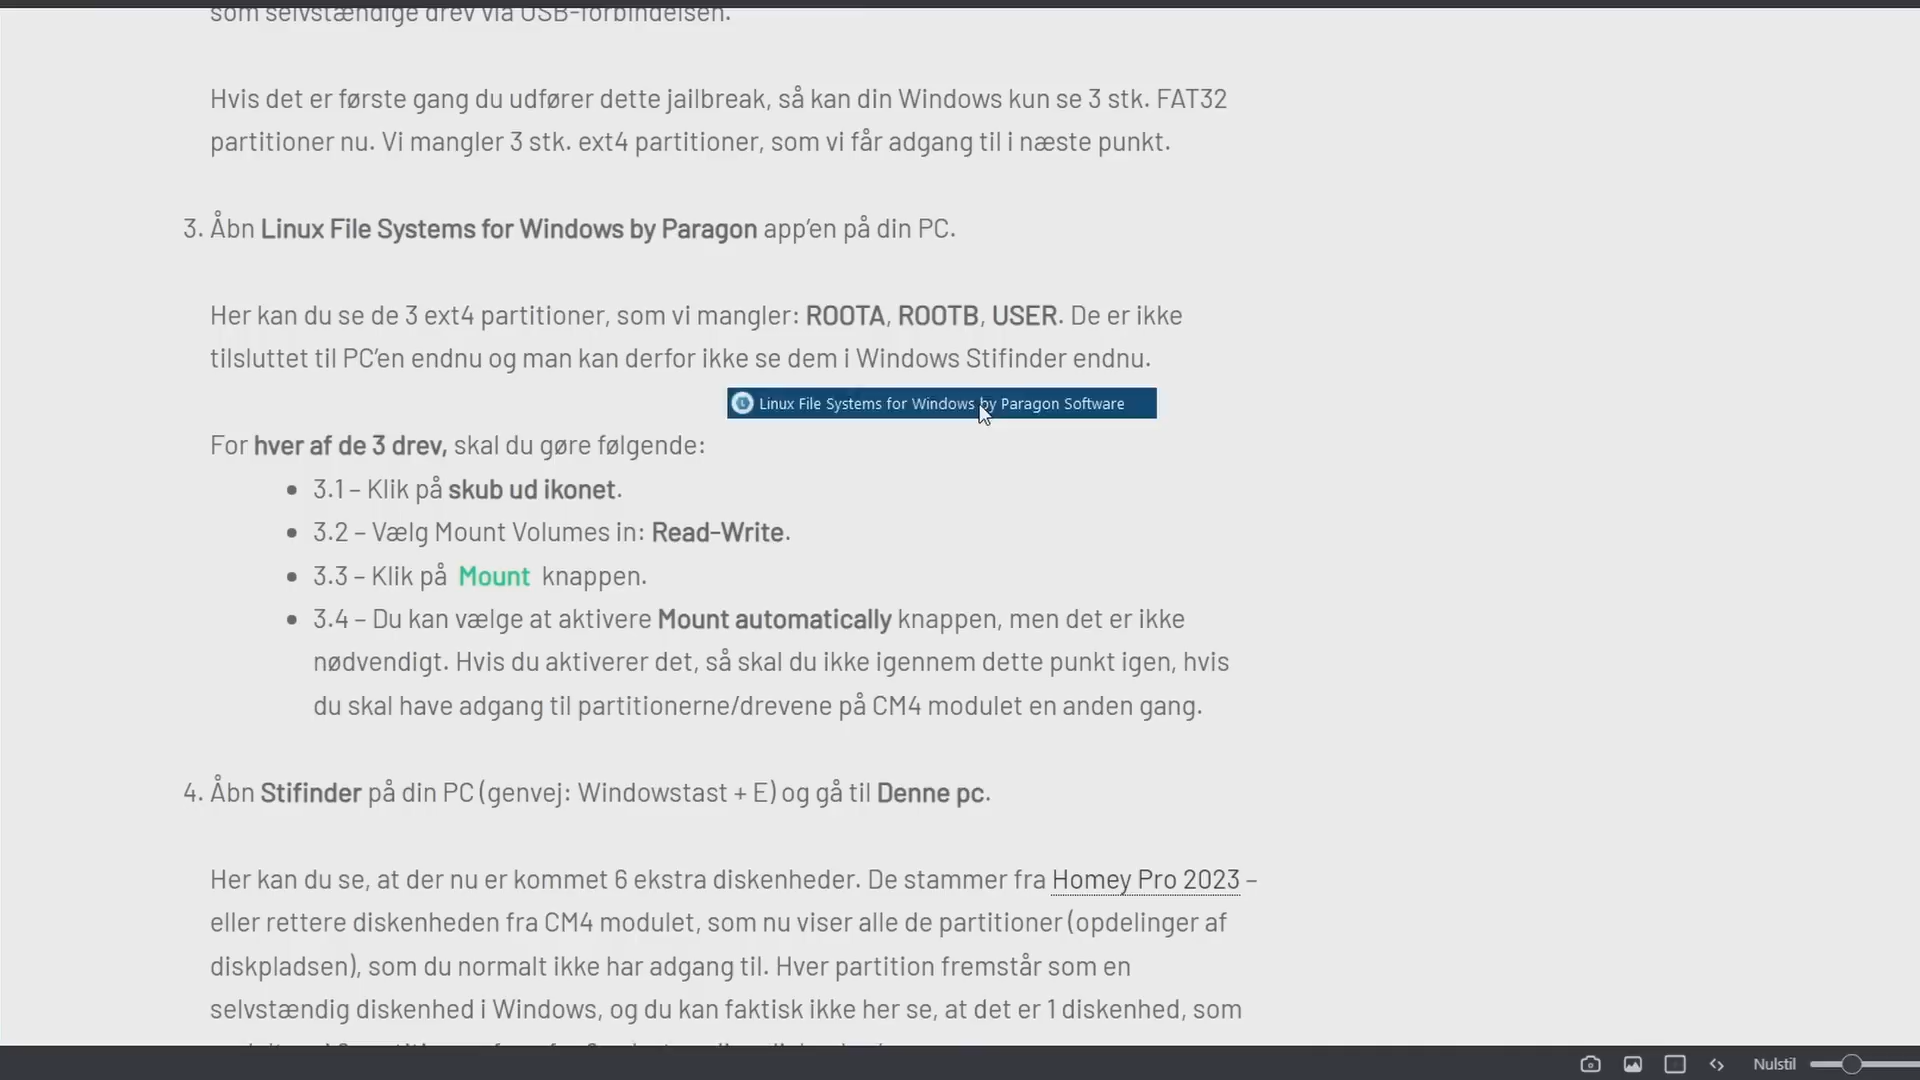 som selvstændige drev via USB-forbindelsen.
Hvis det er første gang du udfører dette jailbreak, så kan din Windows kun se 3 stk. FAT32
partitioner nu. Vi mangler 3 stk. ext4 partitioner, som vi får adgang til i næste punkt.
3. Åbn Linux File Systems for Windows by Paragon app’en på din PC.
Her kan du se de 3 ext4 partitioner, som vi mangler: ROOTA, ROOTB, USER. De er ikke
tilsluttet til PC’en endnu og man kan derfor ikke se dem i Windows Stifinder endnu.
Linux File Systems for Windows by Paragon Software
For hver af de 3 drev, skal du gøre følgende:
• 3.1 – Klik på skub ud ikonet.
• 3.2 – Vælg Mount Volumes in: Read-Write.
• 3.3 – Klik på Mount knappen.
• 3.4 – Du kan vælge at aktivere Mount automatically knappen, men det er ikke
nødvendigt. Hvis du aktiverer det, så skal du ikke igennem dette punkt igen, hvis
du skal have adgang til partitionerne/drevene på CM4 modulet en anden gang.
4. Åbn Stifinder på din PC (genvej: Windowstast + E) og gå til Denne pc.
Her kan du se, at der nu er kommet 6 ekstra diskenheder. De stammer fra Homey Pro 2023 –
eller rettere diskenheden fra CM4 modulet, som nu viser alle de partitioner (opdelinger af
diskpladsen), som du normalt ikke har adgang til. Hver partition fremstår som en
selvstændig diskenhed i Windows, og du kan faktisk ikke her se, at det er 1 diskenhed, som
Nulstil